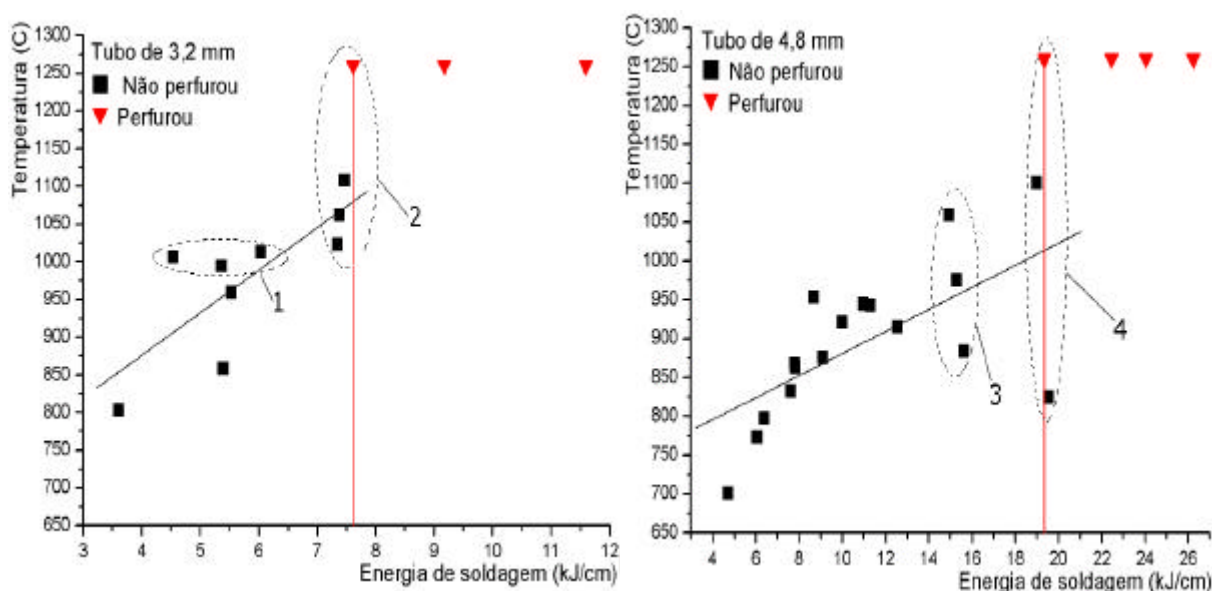 Temperatura (C)
1300
1250
1200
1150
1100
1050
1000
950
900
850
800
750
700
650
Tubo de 3,2 mm
Não perfurou
Perfurou
1
2
3 4 5 6 7 8 9 10 11 12
Energia de soldagem (kJ/cm)
Temperatura (C)
1300
1250
1200
1150
1100
1050
1000
950
900
850
800
750
700
650
Tubo de 4,8 mm
Não perfurou
Perfurou
3
4
4 6 8 10 12 14 16 18 20 22 24 26
Energia de soldagem (kJ/cm)